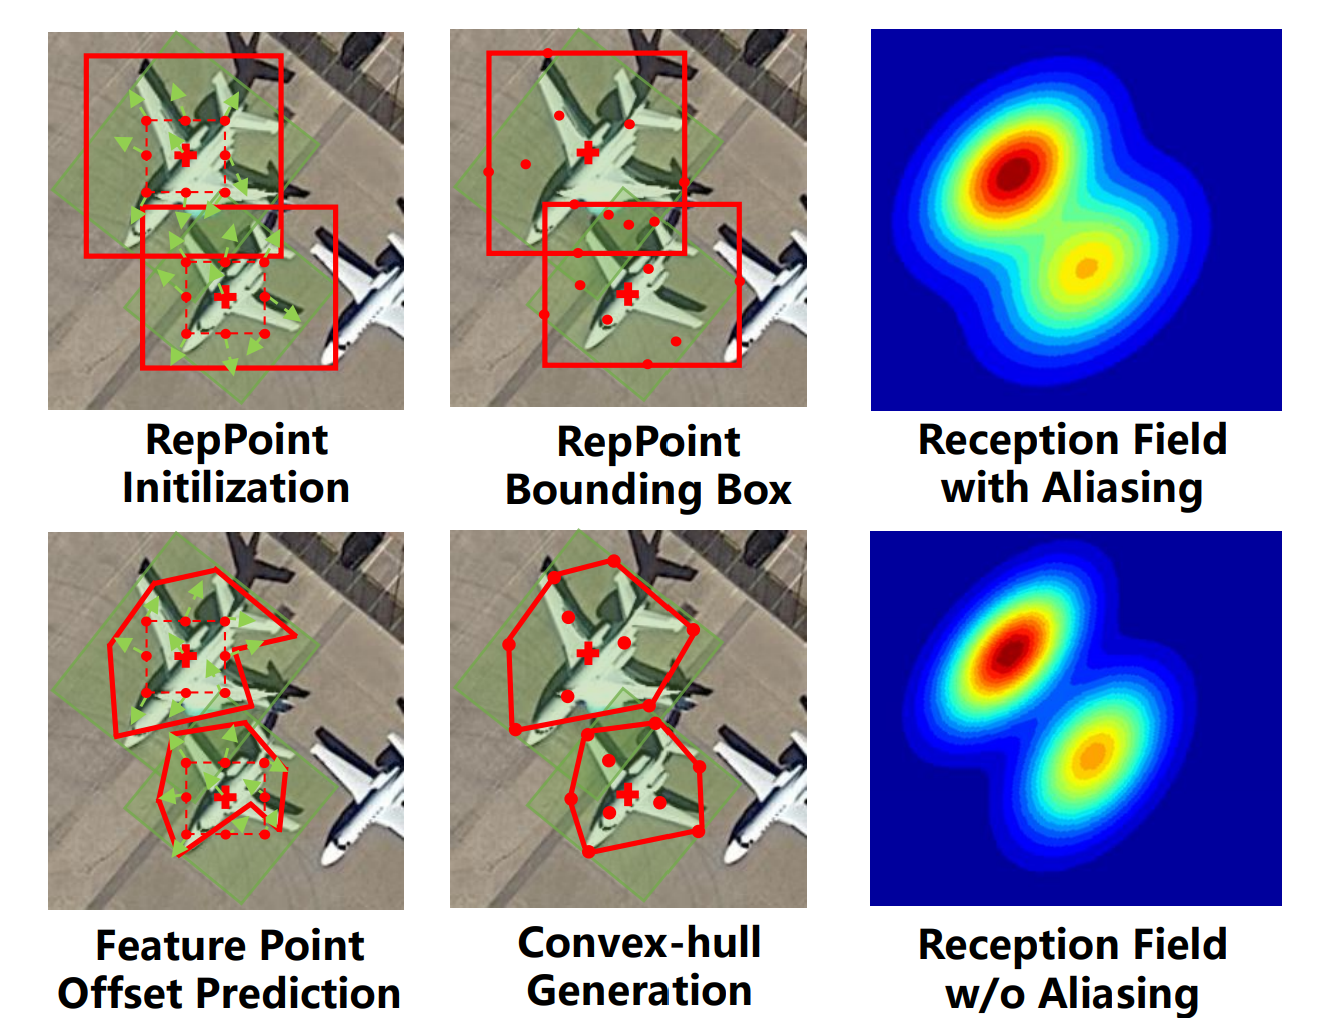 RepPoint
Initilization
RepPoint
Bounding Box
Reception Field
with Aliasing
Feature Point
Offset Prediction
Convex-hull
Generation
Reception Field
w/o Aliasing